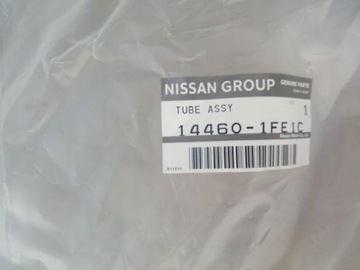 NISSAN GROUP GENUINE PARTS
TUBE ASSY 1
14460-1FE1C